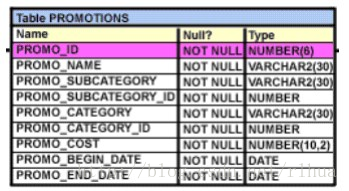 Table PROMOTIONS
Name Null? Type
PROMO_ID NOT NULL NUMBER(6)
PROMO_NAME NOT NULL VARCHAR2(30)
PROMO_SUBCATEGORY NOT NULL VARCHAR2(30)
PROMO_SUBCATEGORY_ID NOT NULL NUMBER
PROMO_CATEGORY NOT NULL VARCHAR2(30)
PROMO_CATEGORY_ID NOT NULL NUMBER
PROMO_COST NOT NULL NUMBER(10,2)
PROMO_BEGIN_DATE NOT NULL DATE
PROMO_END_DATE NOT NULL DATE